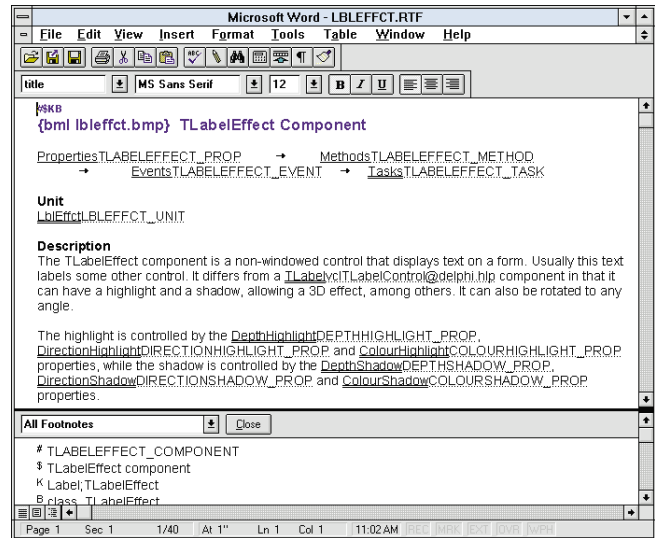 Microsoft Word - LBLEFFCT.RTF
File Edit View Insert Format Tools Table Window Help
title MS Sans Serif 12 B I U
#$KB
{bml lbleffct.bmp} TLabelEffect Component
PropertiesTLABELEFFECT_PROP → MethodsTLABELEFFECT_METHOD
→ EventsTLABELEFFECT_EVENT → TasksTLABELEFFECT_TASK
Unit
LblEffctLBLEFFCT_UNIT
Description
The TLabelEffect component is a non-windowed control that displays text on a form. Usually this text
labels some other control. It differs from a TLabelvclTLabelControl@delphi.hlp component in that it
can have a highlight and a shadow, allowing a 3D effect, among others. It can also be rotated to any
angle.
The highlight is controlled by the DepthHighlightDEPTHHIGHLIGHT_PROP,
DirectionHighlightDIRECTIONHIGHLIGHT_PROP and ColourHighlightCOLOURHIGHLIGHT_PROP
properties, while the shadow is controlled by the DepthShadowDEPTHSHADOW_PROP,
DirectionShadowDIRECTIONSHADOW_PROP and ColourShadowCOLOURSHADOW_PROP
properties.
All Footnotes Close
# TLABELEFFECT_COMPONENT
$ TLabelEffect component
K Label;TLabelEffect
B class_TLabelEffect
Page 1 Sec 1 1/40 At 1" Ln 1 Col 1 11:02 AM REC MRK EXT OVR WPH